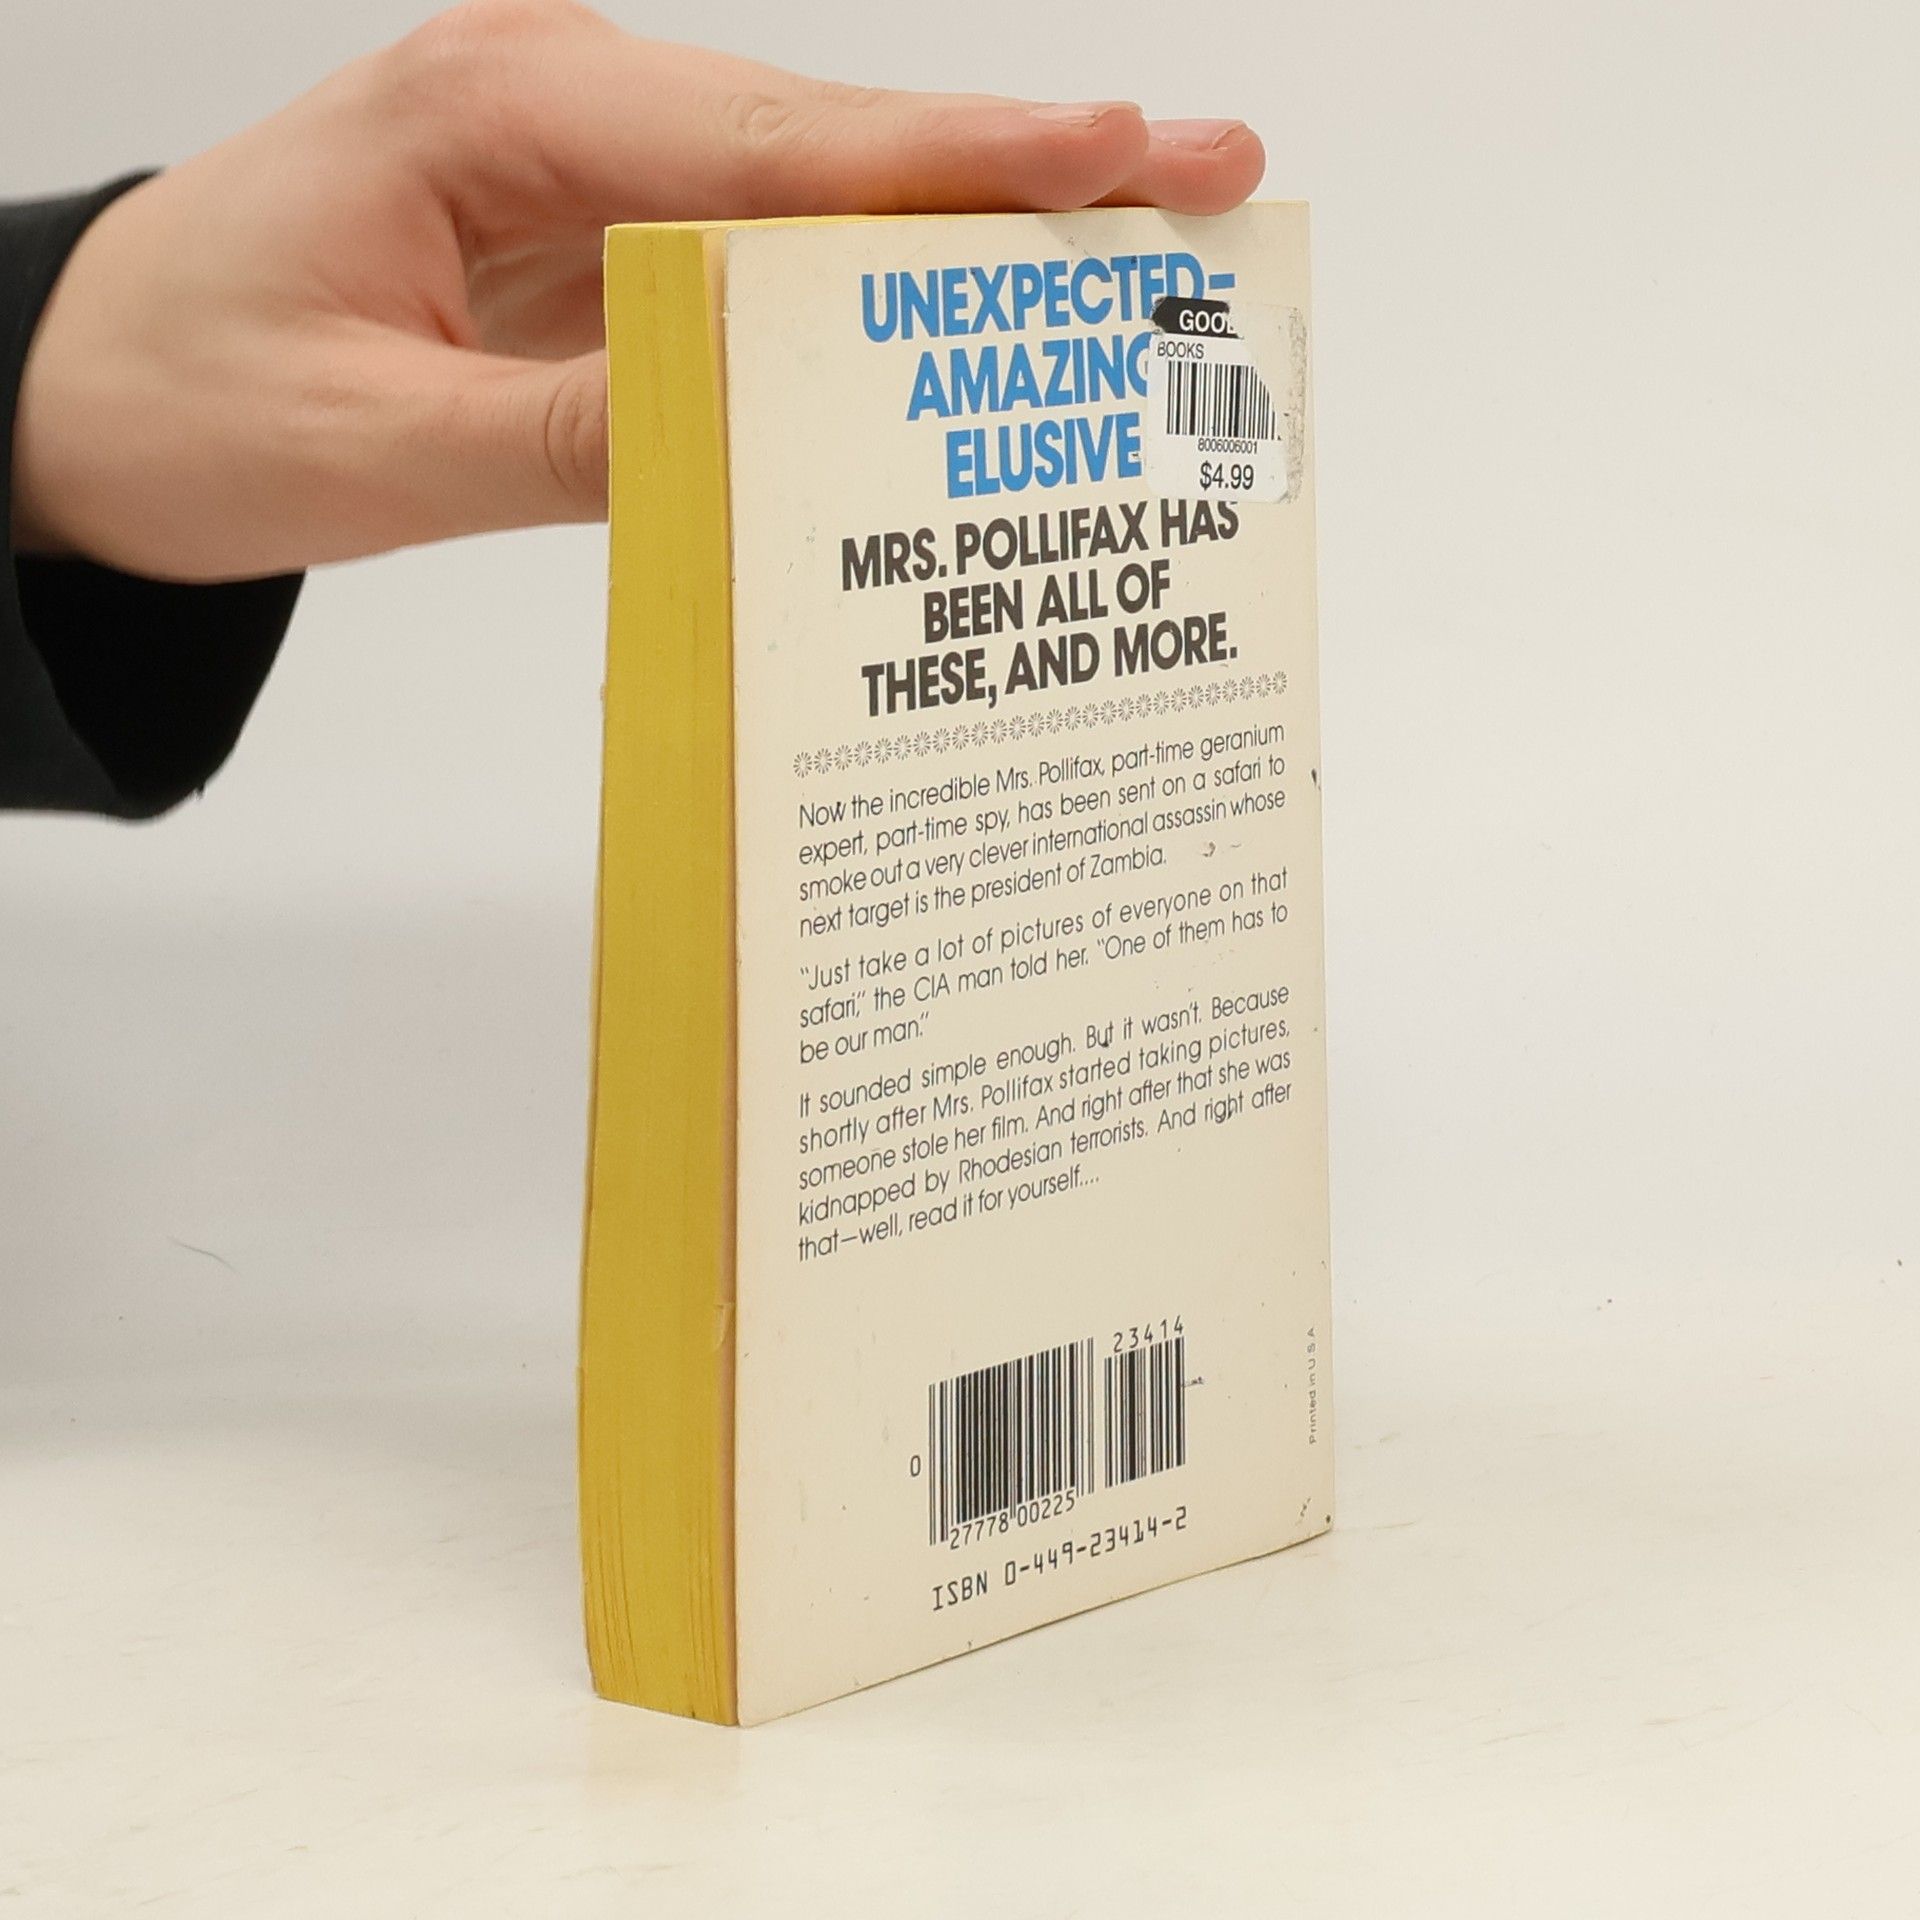 UNEXPECTED-
AMAZING
ELUSIVE
GOO
BOOKS
8006006001
$4.99
MRS. POLLIFAX HAS
BEEN ALL OF
THESE, AND MORE.
Now the incredible Mrs. Pollifax, part-time geranium
expert, part-time spy, has been sent on a safari to
smoke out a very clever international assassin whose
next target is the president of Zambia.
"Just take a lot of pictures of everyone on that
safari," the CIA man told her. "One of them has to
be our man."
It sounded simple enough. But it wasn't. Because
shortly after Mrs. Pollifax started taking pictures,
someone stole her film. And right after that she was
kidnapped by Rhodesian terrorists. And right after
that—well, read it for yourself....
23414
0 27778 00225
ISBN 0-449-23414-2
Printed in U.S.A.